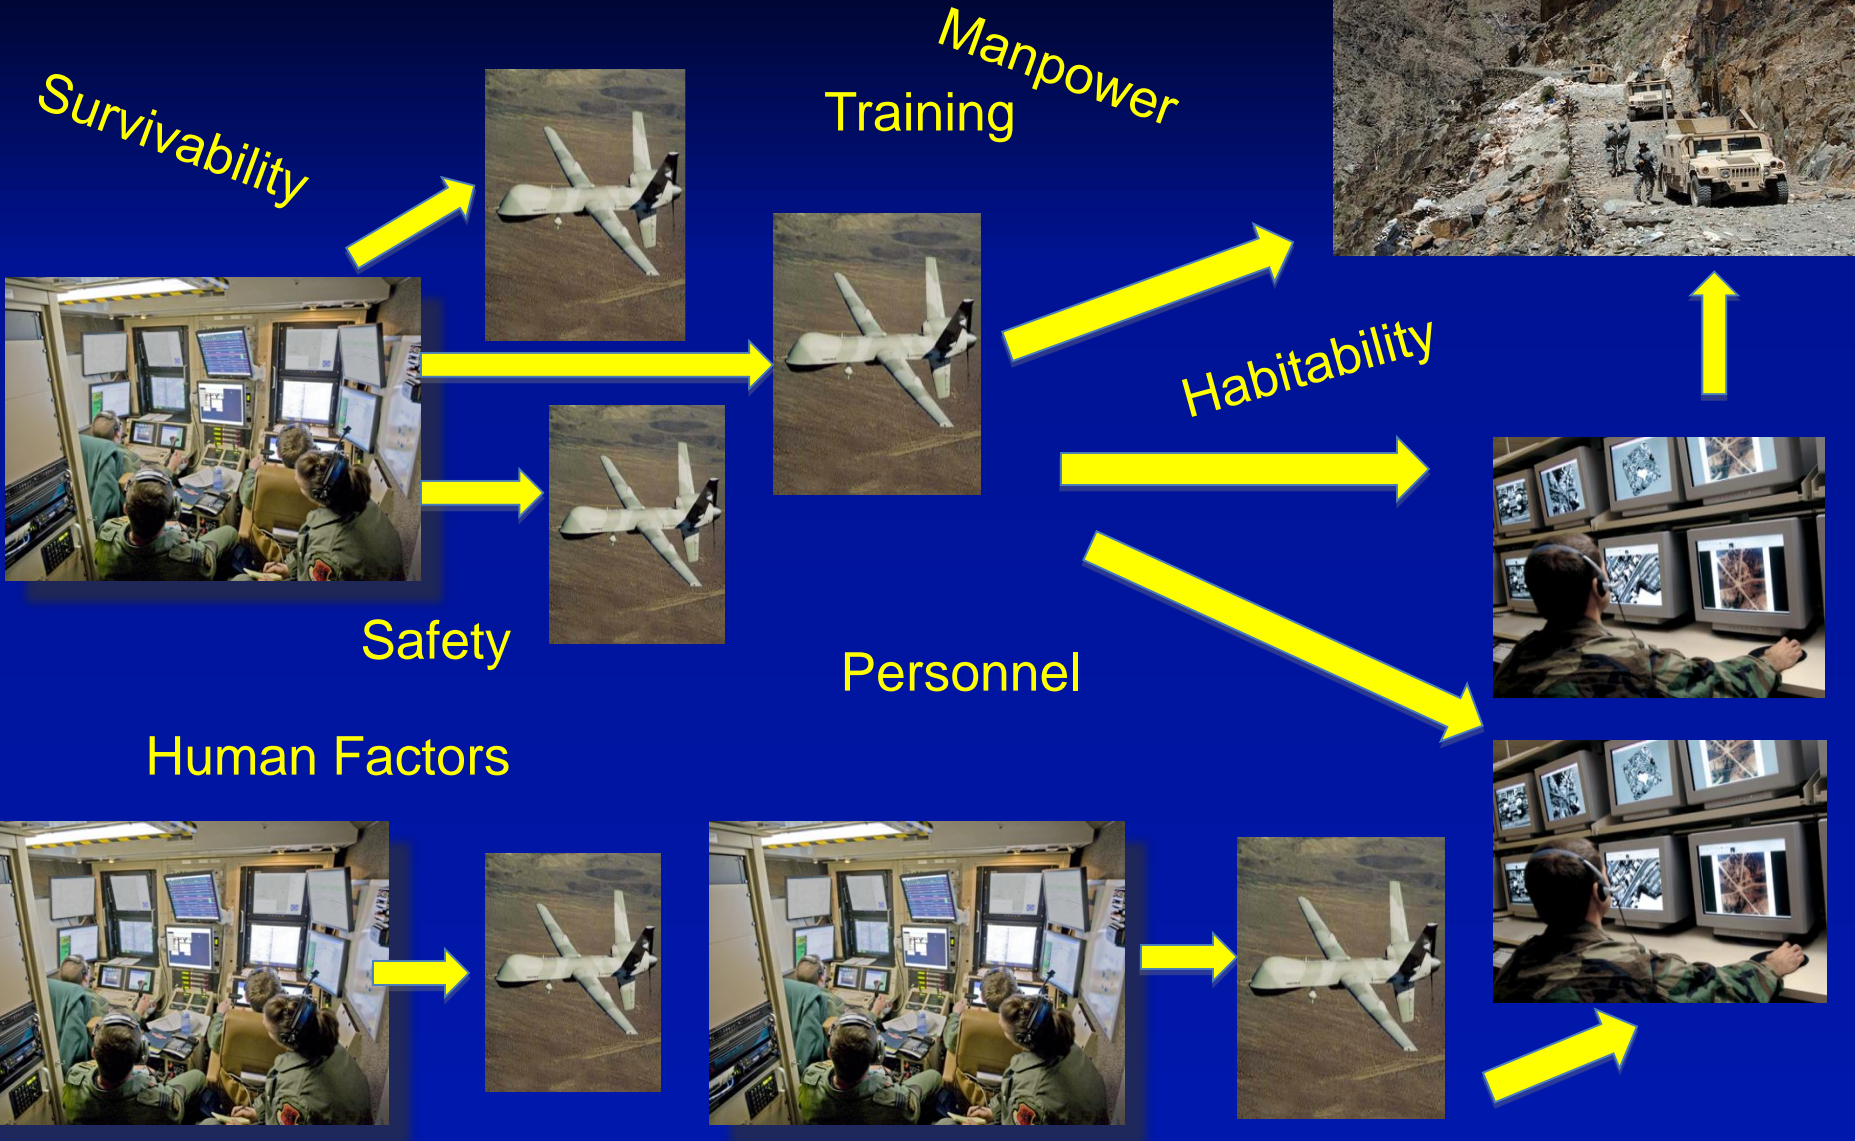 Manpower
Survivability
Training
Habitability
Safety
Personnel
Human Factors